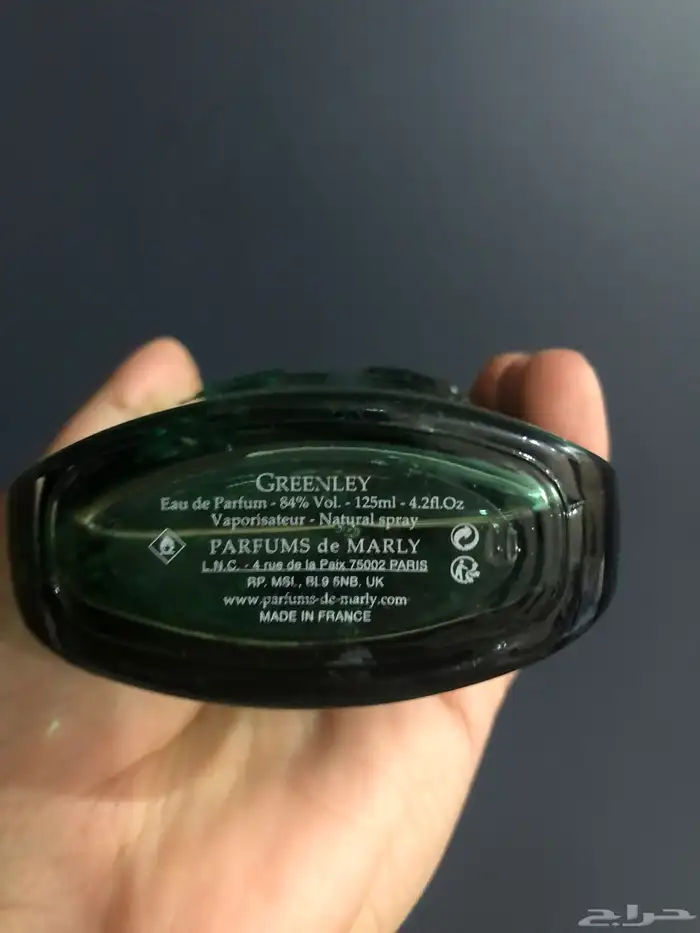 GREENLEY
Eau de Parfum - 84% Vol. - 125ml - 4.2fl.Oz
Vaporisateur - Natural spray
PARFUMS de MARLY
L.N.C. - 4 rue de la Paix 75002 PARIS
RP. MSL, BL9 5NB, UK
www.parfums-de-marly.com
MADE IN FRANCE
حراج